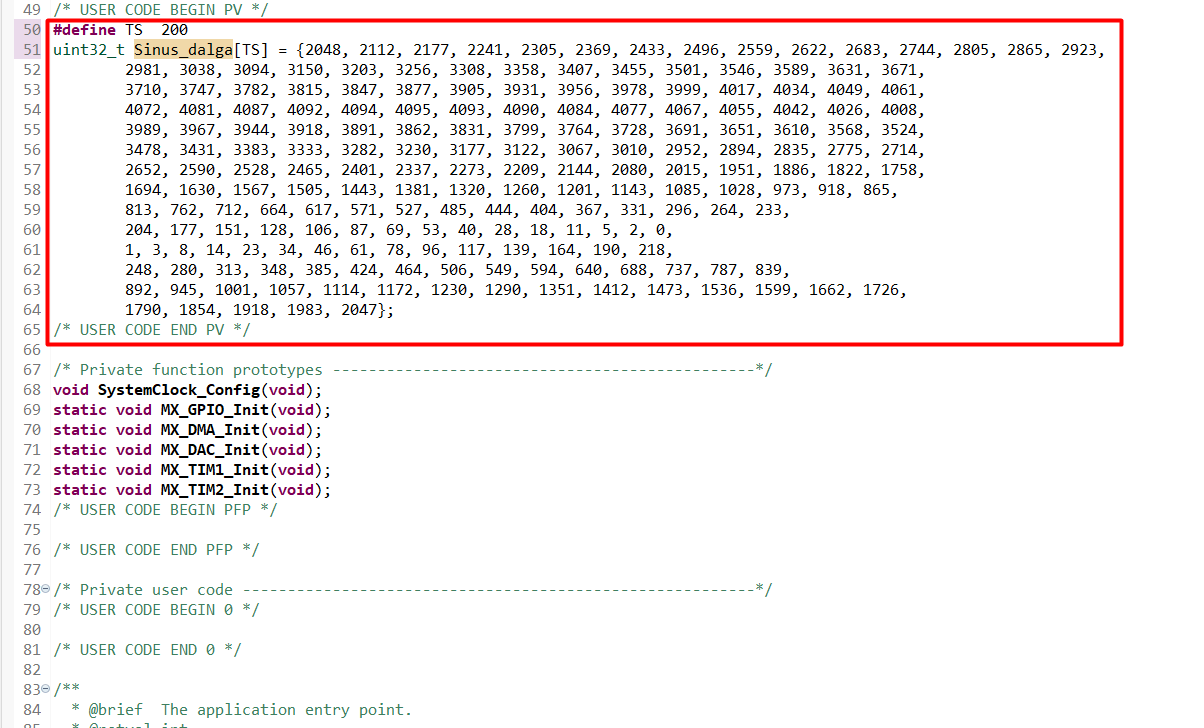 49 /* USER CODE BEGIN PV */
50 #define TS  200
51 uint32_t Sinus_dalga[TS] = {2048, 2112, 2177, 2241, 2305, 2369, 2433, 2496, 2559, 2622, 2683, 2744, 2805, 2865, 2923,
52         2981, 3038, 3094, 3150, 3203, 3256, 3308, 3358, 3407, 3455, 3501, 3546, 3589, 3631, 3671,
53         3710, 3747, 3782, 3815, 3847, 3877, 3905, 3931, 3956, 3978, 3999, 4017, 4034, 4049, 4061,
54         4072, 4081, 4087, 4092, 4094, 4095, 4093, 4090, 4084, 4077, 4067, 4055, 4042, 4026, 4008,
55         3989, 3967, 3944, 3918, 3891, 3862, 3831, 3799, 3764, 3728, 3691, 3651, 3610, 3568, 3524,
56         3478, 3431, 3383, 3333, 3282, 3230, 3177, 3122, 3067, 3010, 2952, 2894, 2835, 2775, 2714,
57         2652, 2590, 2528, 2465, 2401, 2337, 2273, 2209, 2144, 2080, 2015, 1951, 1886, 1822, 1758,
58         1694, 1630, 1567, 1505, 1443, 1381, 1320, 1260, 1201, 1143, 1085, 1028, 973, 918, 865,
59         813, 762, 712, 664, 617, 571, 527, 485, 444, 404, 367, 331, 296, 264, 233,
60         204, 177, 151, 128, 106, 87, 69, 53, 40, 28, 18, 11, 5, 2, 0,
61         1, 3, 8, 14, 23, 34, 46, 61, 78, 96, 117, 139, 164, 190, 218,
62         248, 280, 313, 348, 385, 424, 464, 506, 549, 594, 640, 688, 737, 787, 839,
63         892, 945, 1001, 1057, 1114, 1172, 1230, 1290, 1351, 1412, 1473, 1536, 1599, 1662, 1726,
64         1790, 1854, 1918, 1983, 2047};
65 /* USER CODE END PV */
66
67 /* Private function prototypes -----------------------------------------------*/
68 void SystemClock_Config(void);
69 static void MX_GPIO_Init(void);
70 static void MX_DMA_Init(void);
71 static void MX_DAC_Init(void);
72 static void MX_TIM1_Init(void);
73 static void MX_TIM2_Init(void);
74 /* USER CODE BEGIN PFP */
75
76 /* USER CODE END PFP */
77
78 /* Private user code ---------------------------------------------------------*/
79 /* USER CODE BEGIN 0 */
80
81 /* USER CODE END 0 */
82
83 /**
84   * @brief  The application entry point.
85   * @retval int